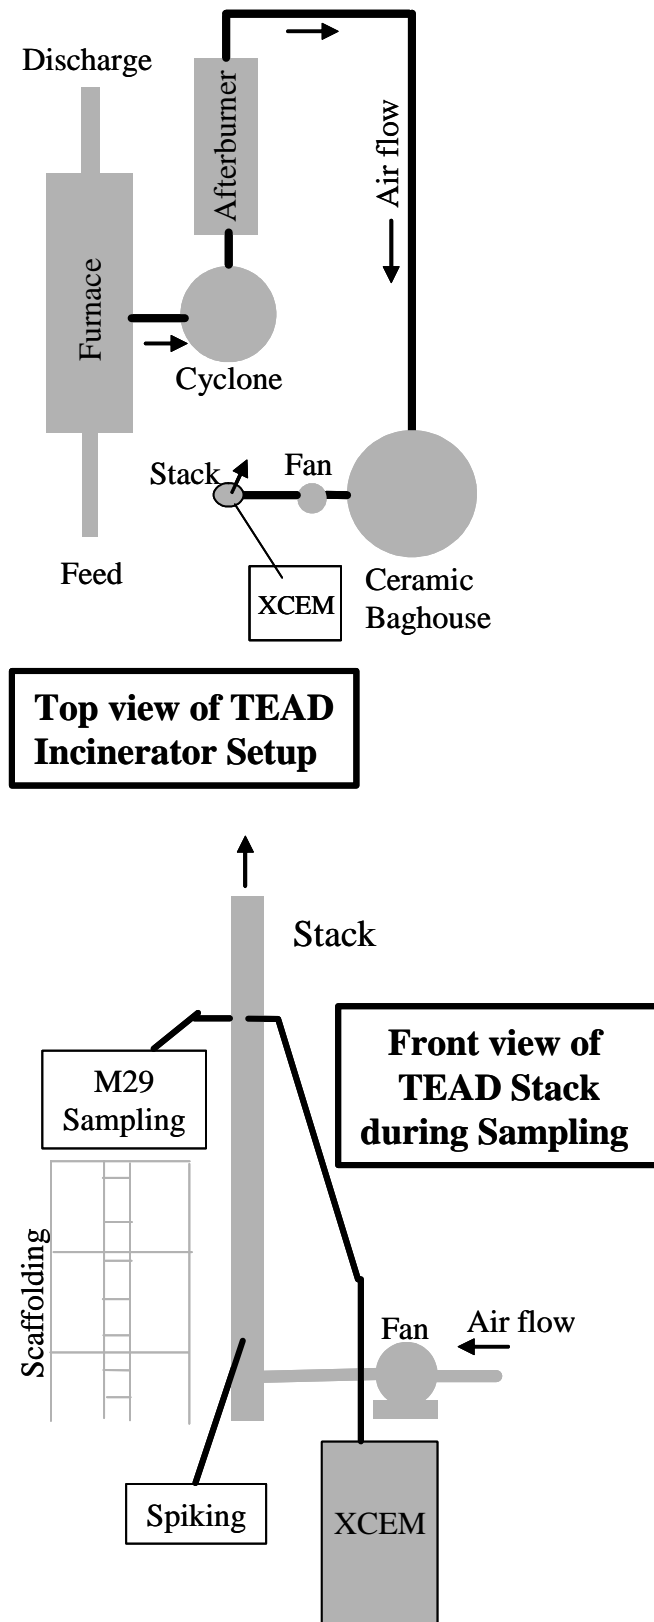 Discharge
Afterburner
Air flow
Furnace
Cyclone
Stack
Fan
Feed
XCEM
Ceramic
Baghouse
Top view of TEAD
Incinerator Setup
Stack
Front view of
TEAD Stack
during Sampling
M29
Sampling
Scaffolding
Fan
Air flow
Spiking
XCEM